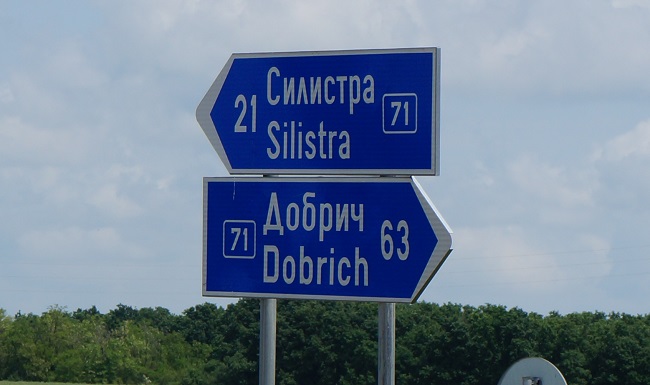 21 Силистра 71
Silistra
71 Добрич 63
Dobrich